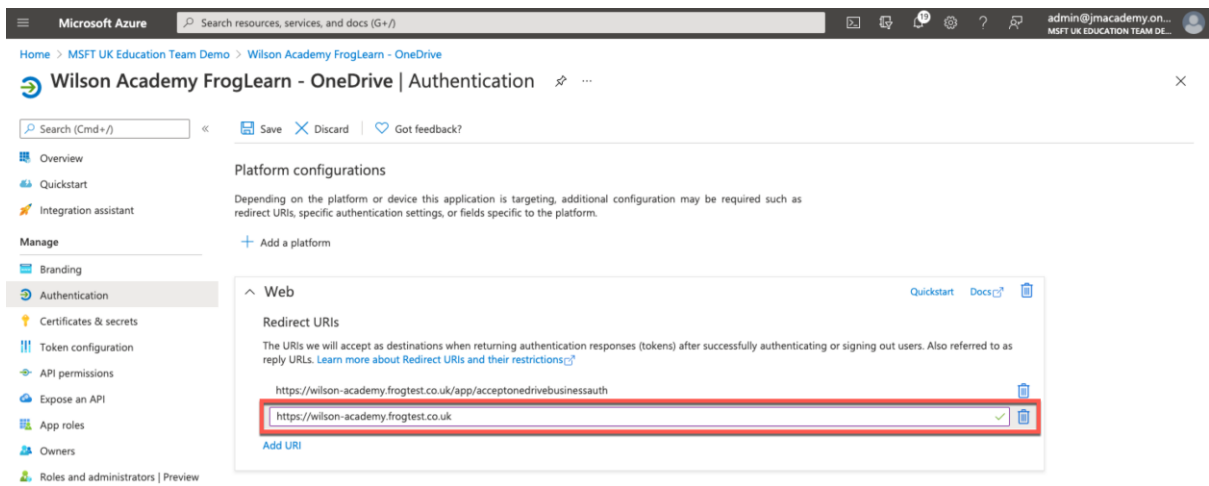 Microsoft Azure
Search resources, services, and docs (G+/)
19
admin@jmacademy.on...
MSFT UK EDUCATION TEAM DE...
Home > MSFT UK Education Team Demo > Wilson Academy FrogLearn - OneDrive
Wilson Academy FrogLearn - OneDrive | Authentication
Search (Cmd+/)
Save
Discard
Got feedback?
Overview
Quickstart
Integration assistant
Manage
Branding
Authentication
Certificates & secrets
Token configuration
API permissions
Expose an API
App roles
Owners
Roles and administrators | Preview
Platform configurations
Depending on the platform or device this application is targeting, additional configuration may be required such as
redirect URIs, specific authentication settings, or fields specific to the platform.
Add a platform
Web
Quickstart
Docs
Redirect URIs
The URIs we will accept as destinations when returning authentication responses (tokens) after successfully authenticating or signing out users. Also referred to as
reply URLs. Learn more about Redirect URIs and their restrictions
https://wilson-academy.frogtest.co.uk/app/acceptonedrivebusinessauth
https://wilson-academy.frogtest.co.uk
Add URI